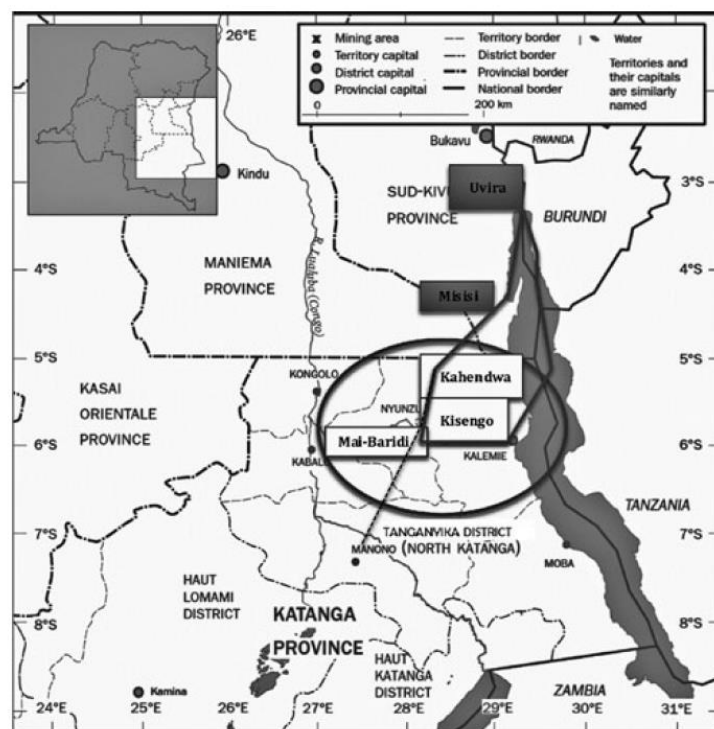 26°E
Mining area
Territory capital
District capital
Provincial capital
Territory border
District border
Provincial border
National border
Water
Territories and
their capitals
are similarly
named
0
200 km
Bukavu
RWANDA
Kindu
SUD-KIVU
PROVINCE
Uvira
3°S
BURUNDI
MANIEMA
PROVINCE
R. Lualaba (Congo)
4°S
4°S
Misisi
5°S
5°S
KONGOLO
Kahendwa
KASAI
ORIENTALE
PROVINCE
NYUNZU
Kisengo
Mai-Baridi
6°S
6°S
KABAL
KALEMIE
TANZANIA
7°S
7°S
TANGANYIKA DISTRICT
(NORTH KATANGA)
MANONO
MOBA
HAUT
LOMAMI
DISTRICT
KATANGA
PROVINCE
8°S
8°S
HAUT
KATANGA
DISTRICT
Kamina
ZAMBIA
24°E
25°E
26°E
27°E
28°E
29°E
30°E
31°E